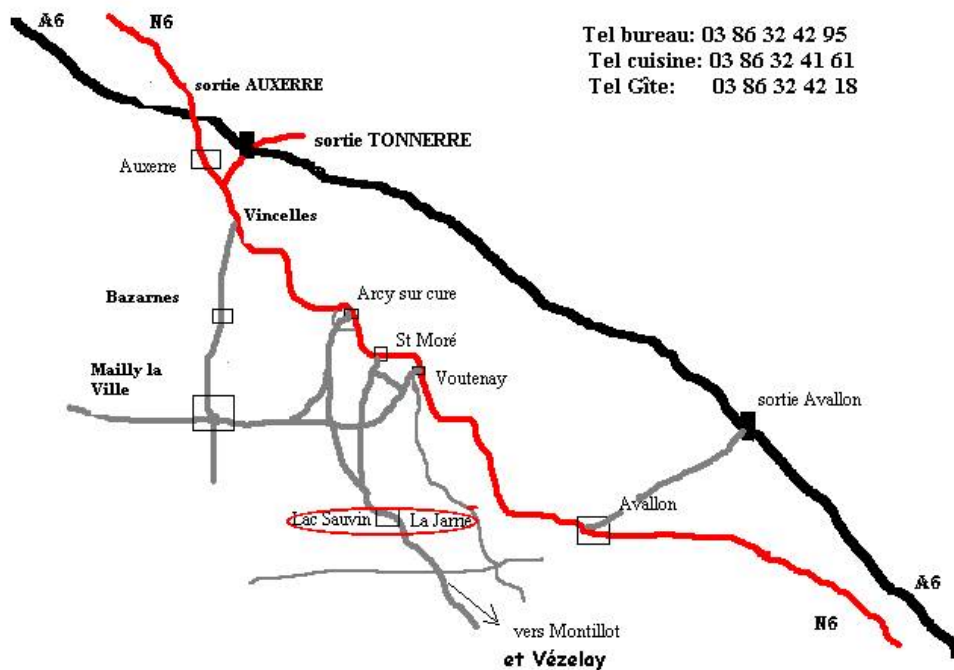 A6
N6
Tel bureau: 03 86 32 42 95
Tel cuisine: 03 86 32 41 61
Tel Gîte: 03 86 32 42 18
sortie AUXERRE
sortie TONNERRE
Auxerre
Vincelles
Bazarnes
Arcy sur cure
St Moré
Mailly la
Ville
Voutenay
sortie Avallon
Avallon
Lac Sauvin
La Jarrie
A6
N6
vers Montillot
et Vézelay